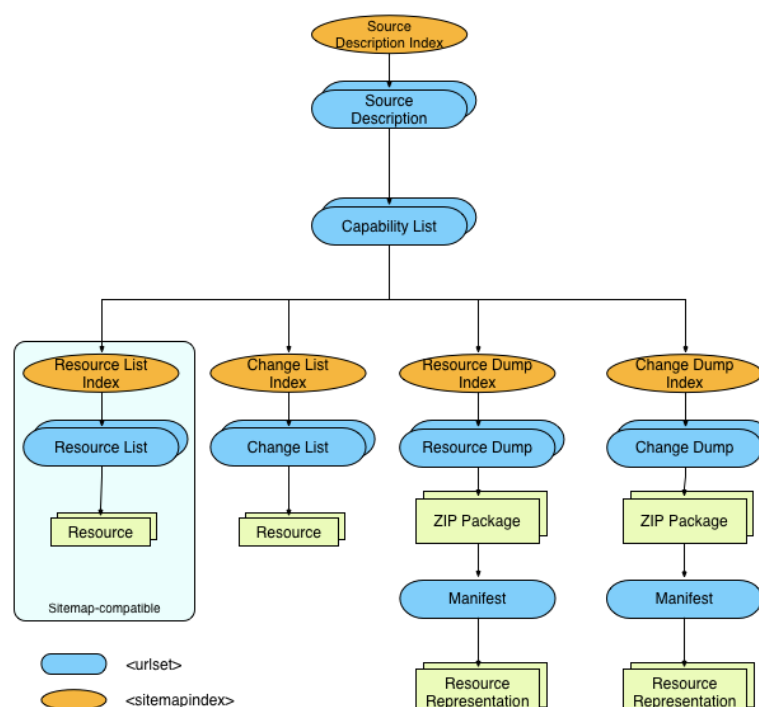 Source
Description Index
Source
Description
Capability List
Resource List
Index
Change List
Index
Resource Dump
Index
Change Dump
Index
Resource List
Change List
Resource Dump
Change Dump
Resource
Resource
ZIP Package
ZIP Package
Sitemap-compatible
Manifest
Manifest
<urlset>
<sitemapindex>
Resource
Representation
Resource
Representation